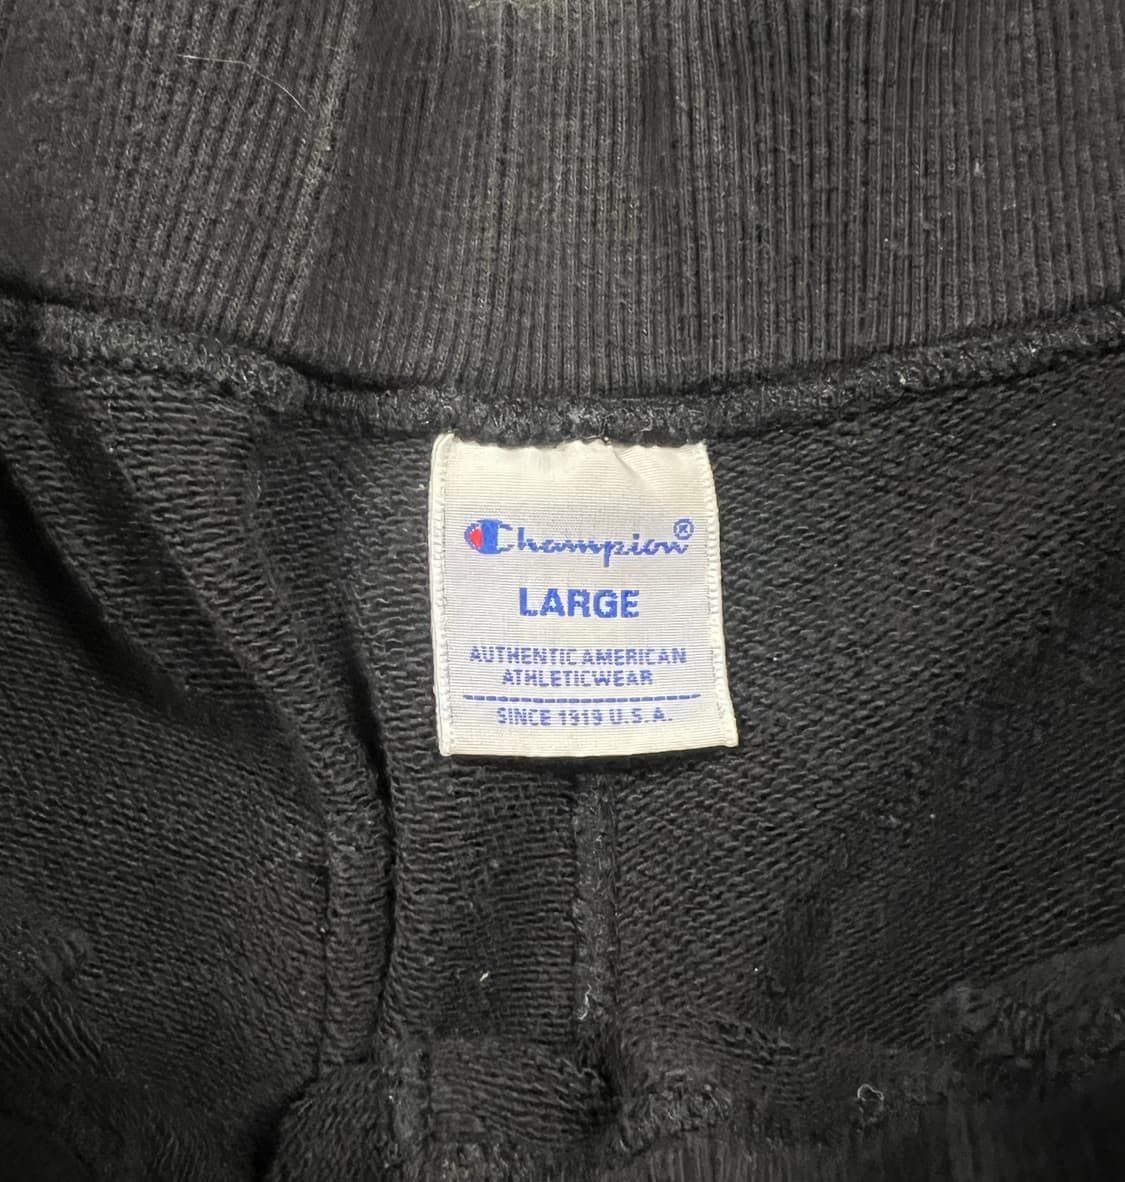 Champion®
LARGE
AUTHENTIC AMERICAN
ATHLETICWEAR
SINCE 1919 U.S.A.